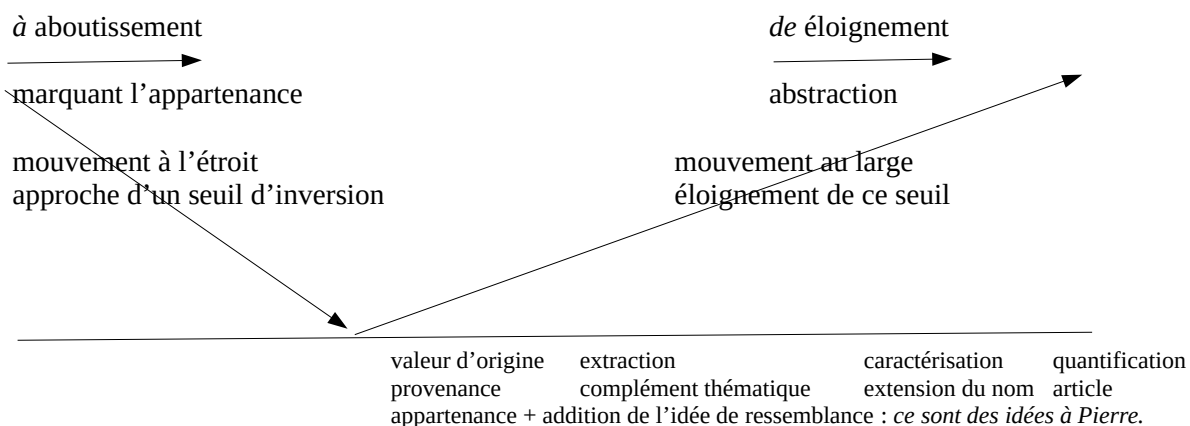 à aboutissement
de éloignement
marquant l'appartenance
abstraction
mouvement à l'étroit
approche d'un seuil d'inversion
mouvement au large
éloignement de ce seuil
valeur d'origine extraction caractérisation quantification
provenance complément thématique extension du nom article
appartenance + addition de l'idée de ressemblance : ce sont des idées à Pierre.